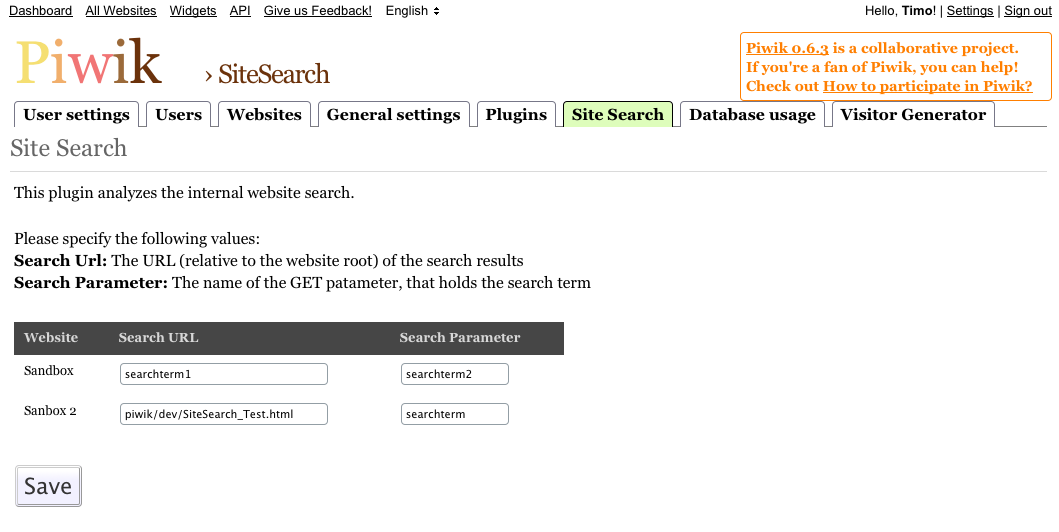 Dashboard All Websites Widgets API Give us Feedback! English Hello, Timo! | Settings | Sign out
Piwik › SiteSearch
Piwik 0.6.3 is a collaborative project.
If you're a fan of Piwik, you can help!
Check out How to participate in Piwik?
User settings Users Websites General settings Plugins Site Search Database usage Visitor Generator
Site Search
This plugin analyzes the internal website search.
Please specify the following values:
Search Url: The URL (relative to the website root) of the search results
Search Parameter: The name of the GET patameter, that holds the search term
Website Search URL Search Parameter
Sandbox searchterm1 searchterm2
Sanbox 2 piwik/dev/SiteSearch_Test.html searchterm
Save